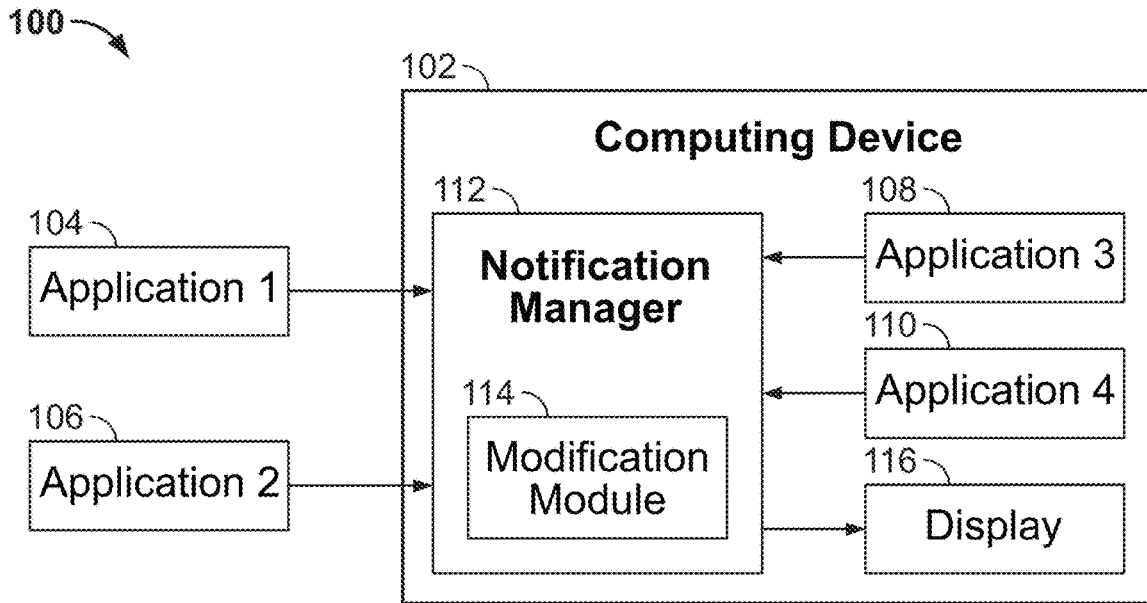 100
102
Computing Device
104
Application 1
106
Application 2
112
Notification
Manager
114
Modification
Module
108
Application 3
110
Application 4
116
Display